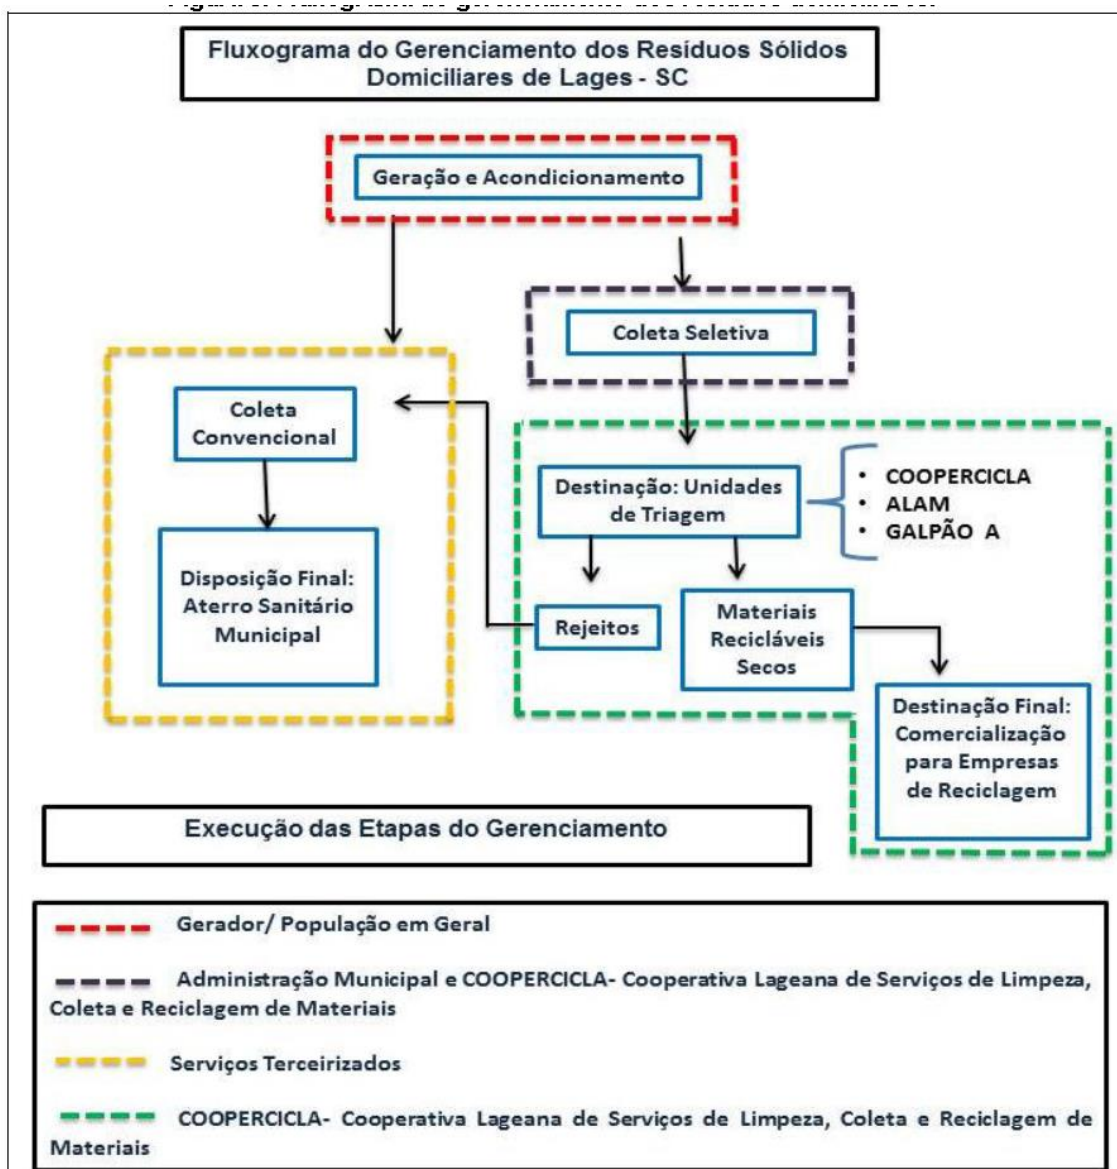 Fluxograma do Gerenciamento dos Resíduos Sólidos
Domiciliares de Lages - SC
Geração e Acondicionamento
Coleta Seletiva
Coleta
Convencional
Destinação: Unidades
de Triagem
• COOPERCICLA
• ALAM
• GALPÃO A
Disposição Final:
Aterro Sanitário
Municipal
Rejeitos
Materiais
Recicláveis
Secos
Destinação Final:
Comercialização
para Empresas
de Reciclagem
Execução das Etapas do Gerenciamento
Gerador/ População em Geral
Administração Municipal e COOPERCICLA- Cooperativa Lageana de Serviços de Limpeza,
Coleta e Reciclagem de Materiais
Serviços Terceirizados
COOPERCICLA- Cooperativa Lageana de Serviços de Limpeza, Coleta e Reciclagem de
Materiais